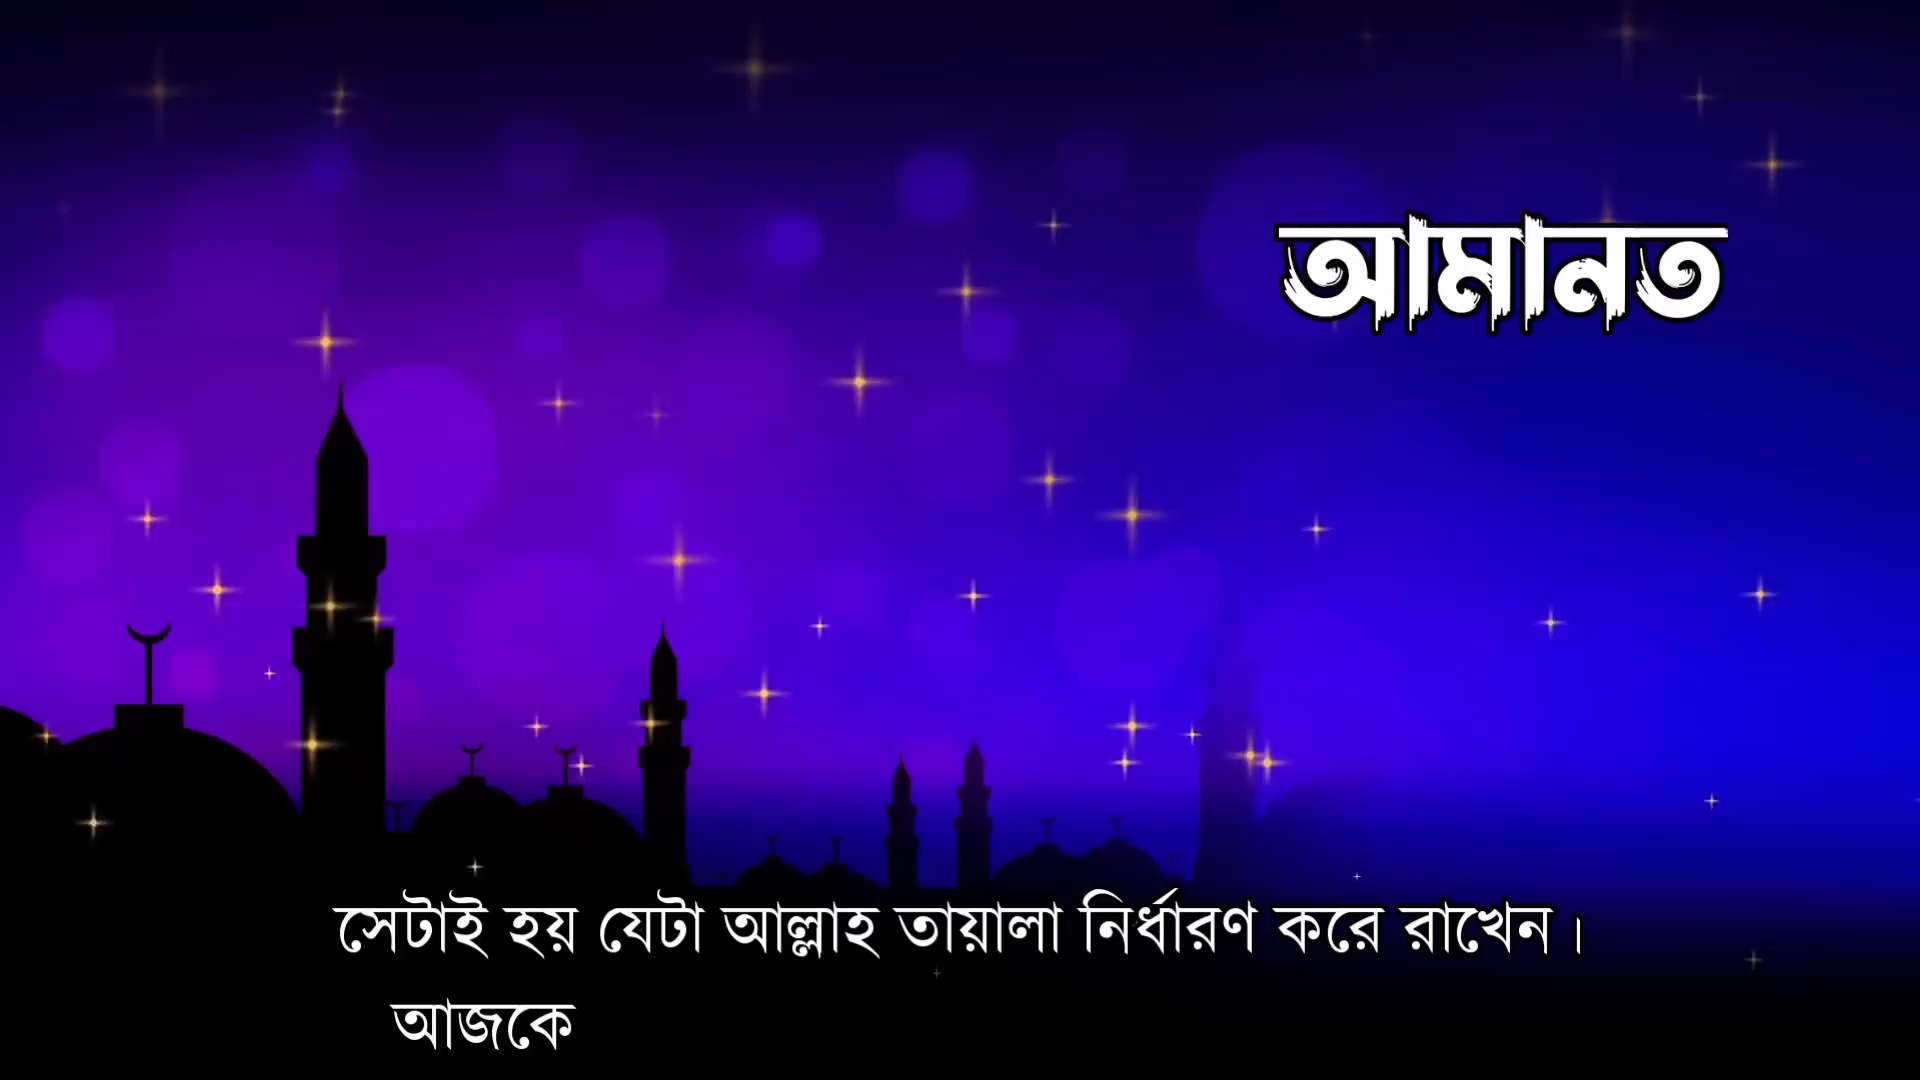 আমানত
সেটাই হয় যেটা আল্লাহ তায়ালা নির্ধারণ করে রাখেন।
আজকে